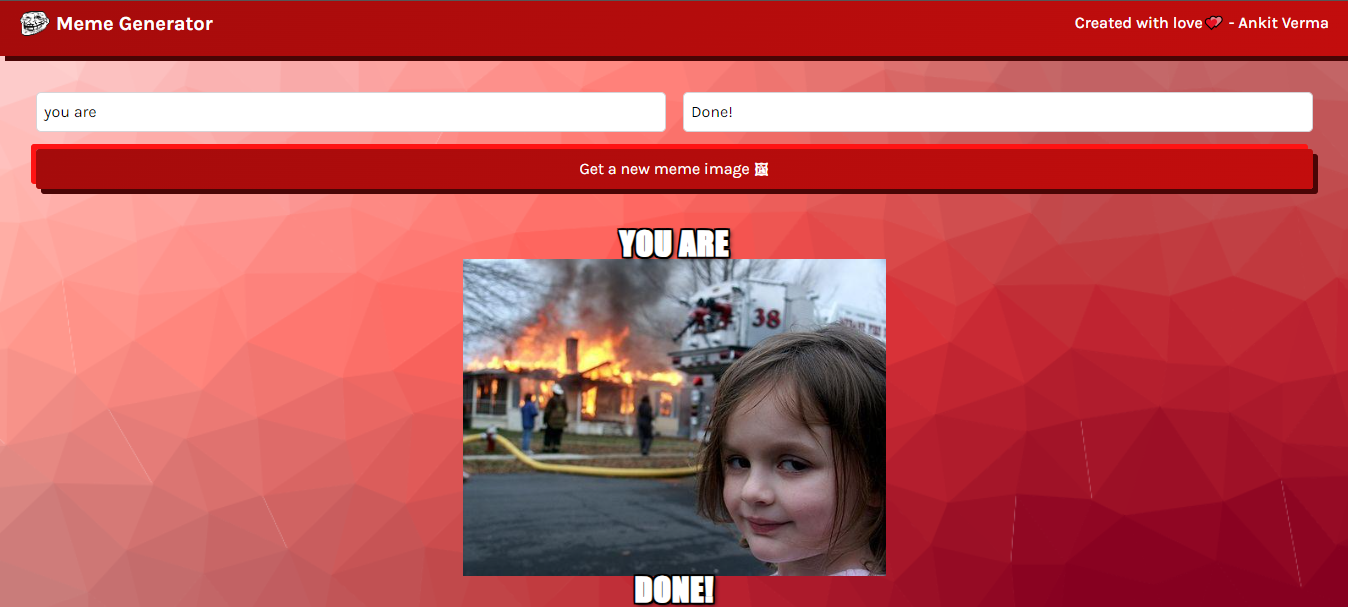 Meme Generator
Created with love💕 - Ankit Verma
you are
Done!
Get a new meme image 🖼
YOU ARE
38
DONE!